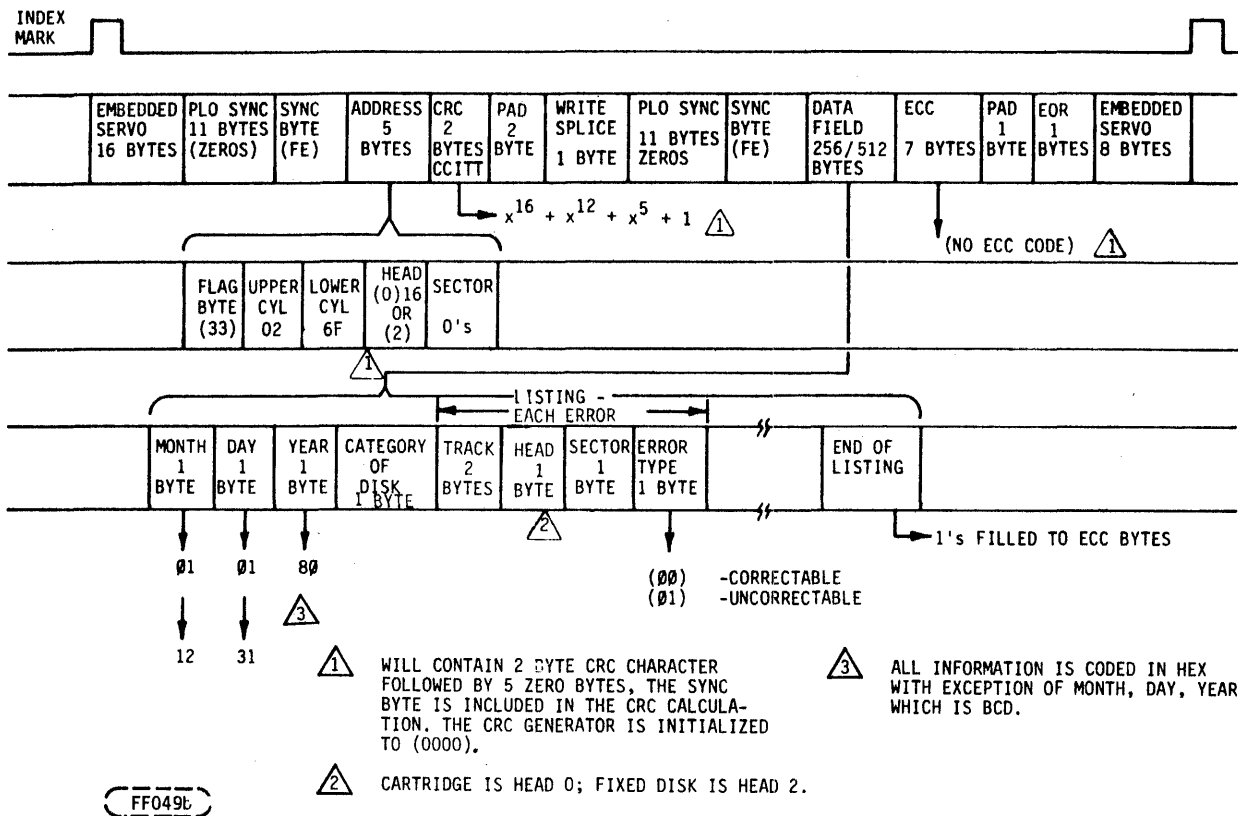 INDEX
MARK
EMBEDDED
SERVO
16 BYTES
PLO SYNC
11 BYTES
(ZEROS)
SYNC
BYTE
(FE)
ADDRESS
5
BYTES
CRC
2
BYTES
CCITT
PAD
2
BYTE
WRITE
SPLICE
1 BYTE
PLO SYNC
11 BYTES
ZEROS
SYNC
BYTE
(FE)
DATA
FIELD
256/512
BYTES
ECC
7 BYTES
PAD
1
BYTE
EOR
1
BYTES
EMBEDDED
SERVO
8 BYTES
x^16 + x^12 + x^5 + 1 1
(NO ECC CODE) 1
FLAG
BYTE
(33)
UPPER
CYL
02
LOWER
CYL
6F
HEAD
(0)16
OR
(2)
SECTOR
0's
1
LISTING -
EACH ERROR
MONTH
1
BYTE
DAY
1
BYTE
YEAR
1
BYTE
CATEGORY
OF
DISK
1 BYTE
TRACK
2
BYTES
HEAD
1
BYTE
SECTOR
1
BYTE
ERROR
TYPE
1 BYTE
END OF
LISTING
2
1's FILLED TO ECC BYTES
Ø1
Ø1
8Ø
(ØØ) -CORRECTABLE
(Ø1) -UNCORRECTABLE
3
12
31
1 WILL CONTAIN 2 BYTE CRC CHARACTER
FOLLOWED BY 5 ZERO BYTES, THE SYNC
BYTE IS INCLUDED IN THE CRC CALCULA-
TION. THE CRC GENERATOR IS INITIALIZED
TO (0000).
3 ALL INFORMATION IS CODED IN HEX
WITH EXCEPTION OF MONTH, DAY, YEAR
WHICH IS BCD.
2 CARTRIDGE IS HEAD 0; FIXED DISK IS HEAD 2.
FF049b